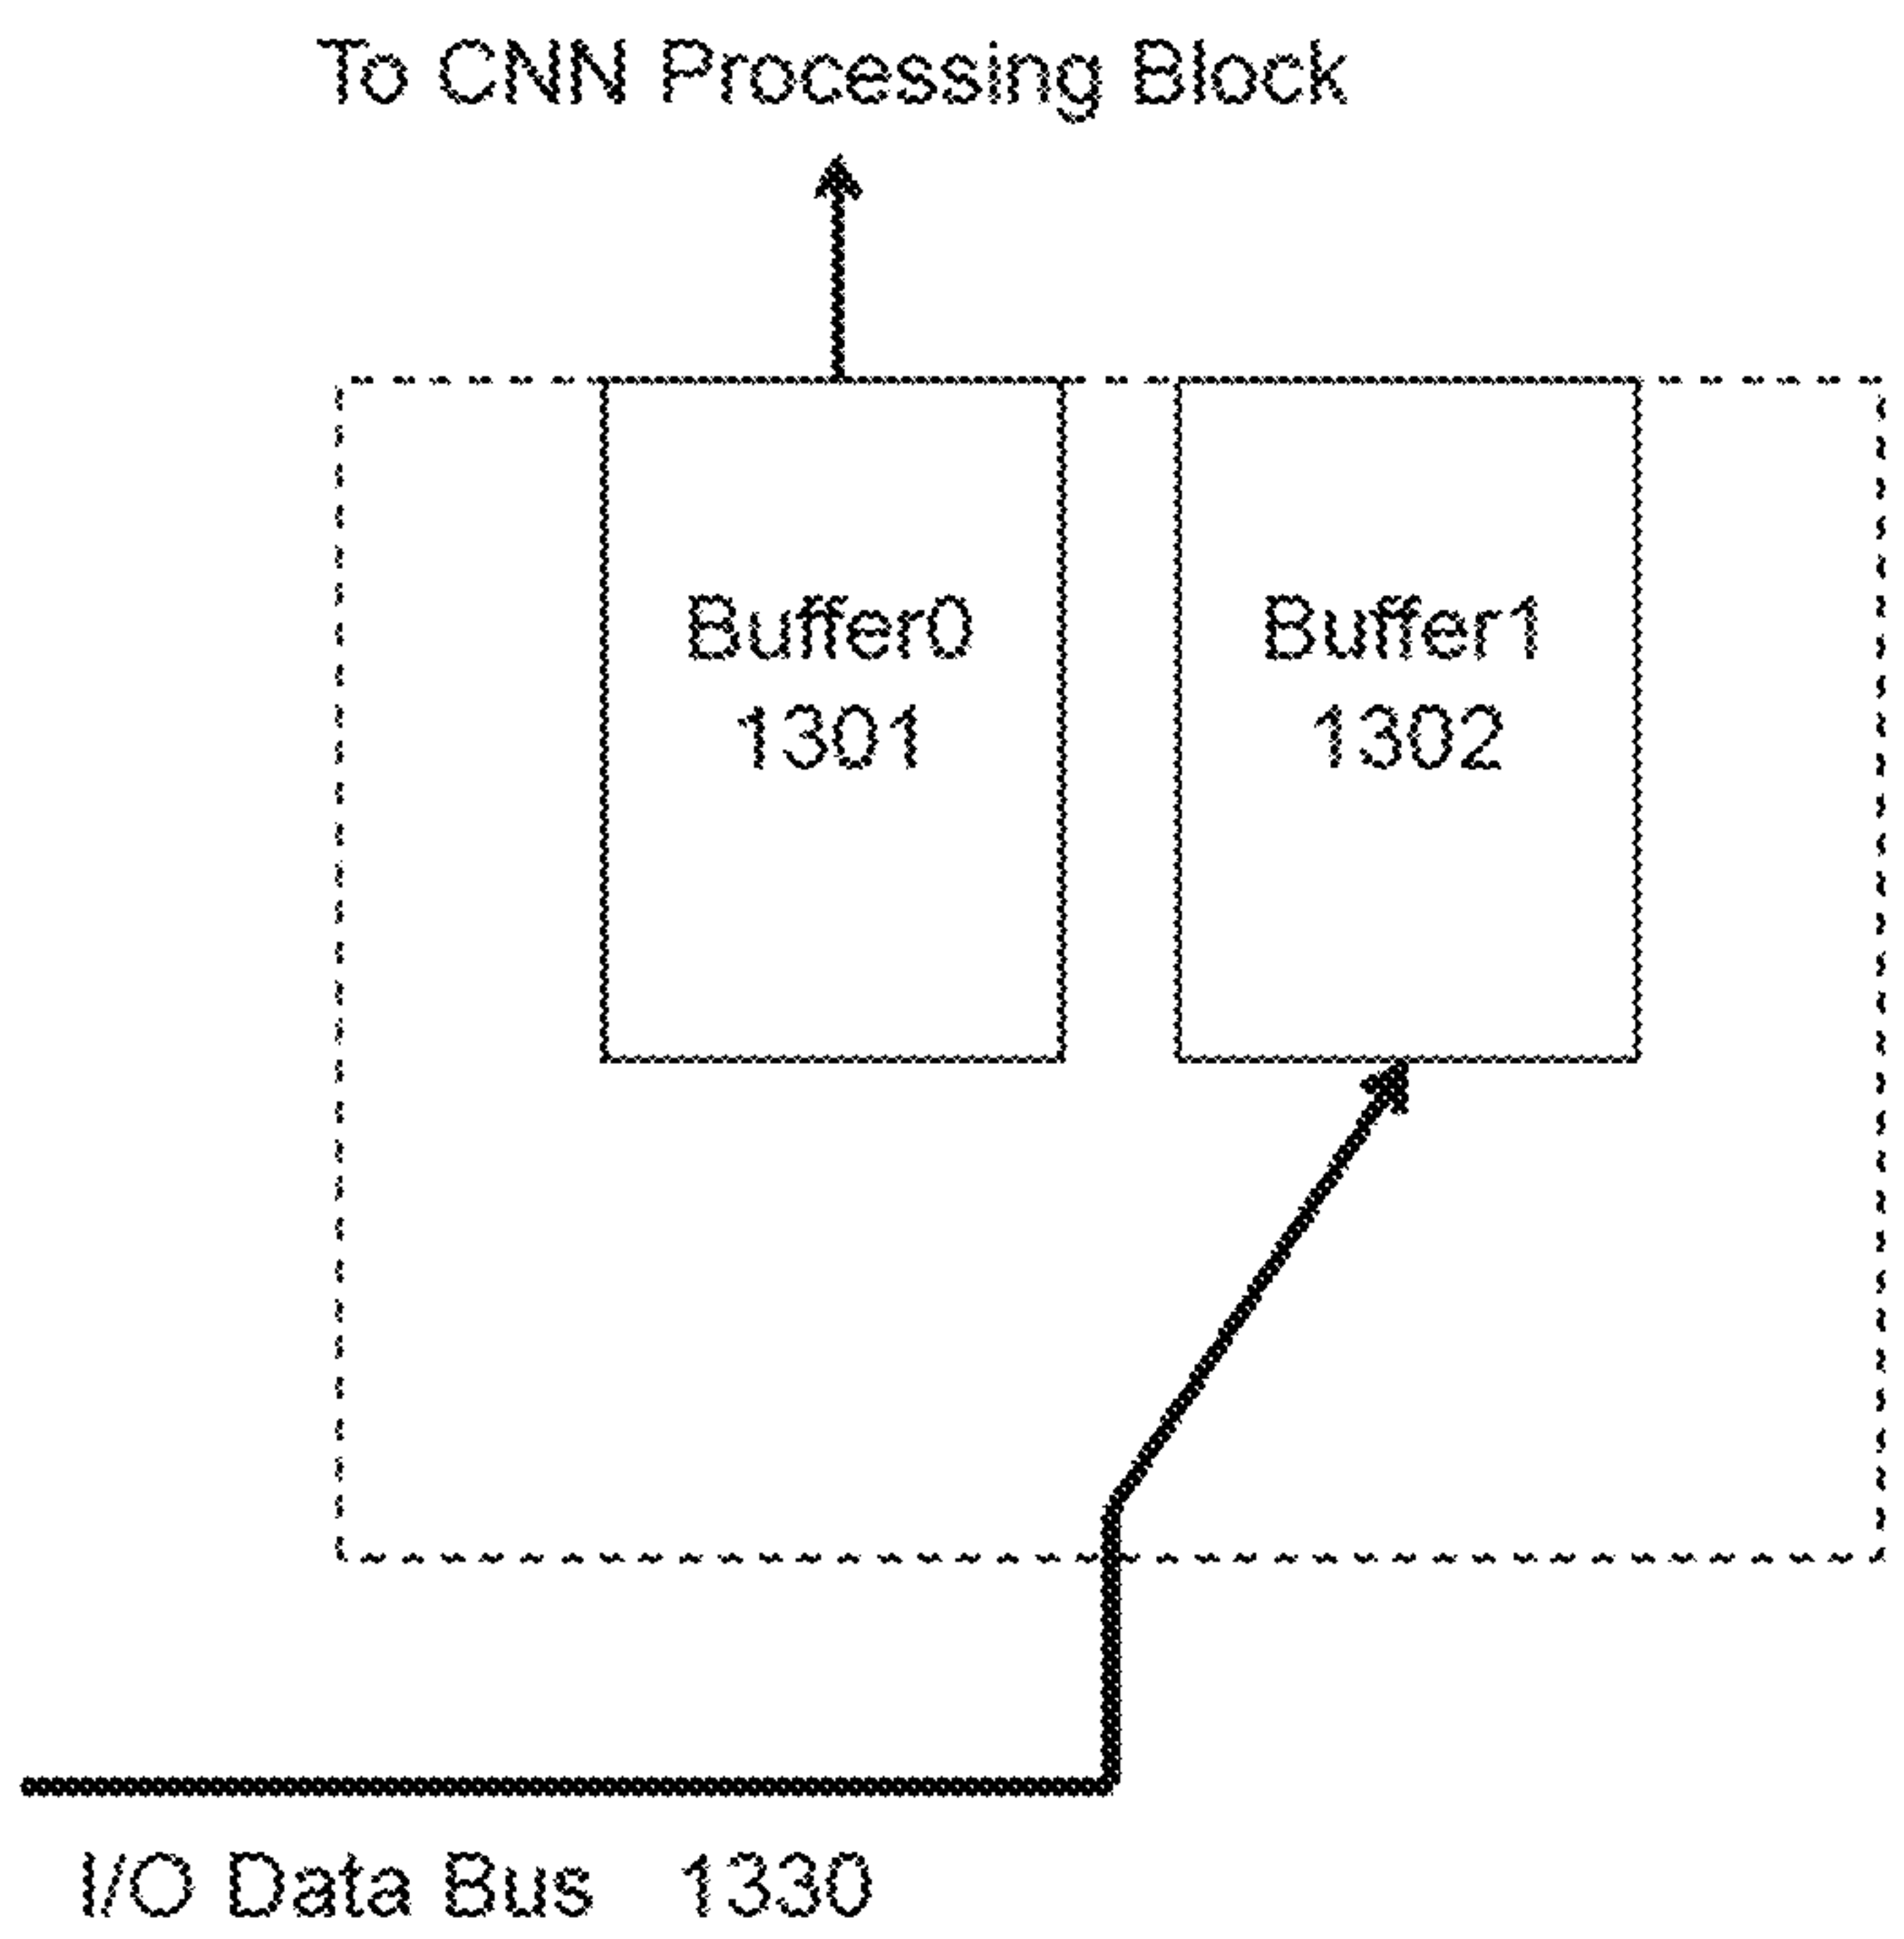 To CNN Processing Block
Buffer0
1301
Buffer1
1302
I/O Data Bus 1330